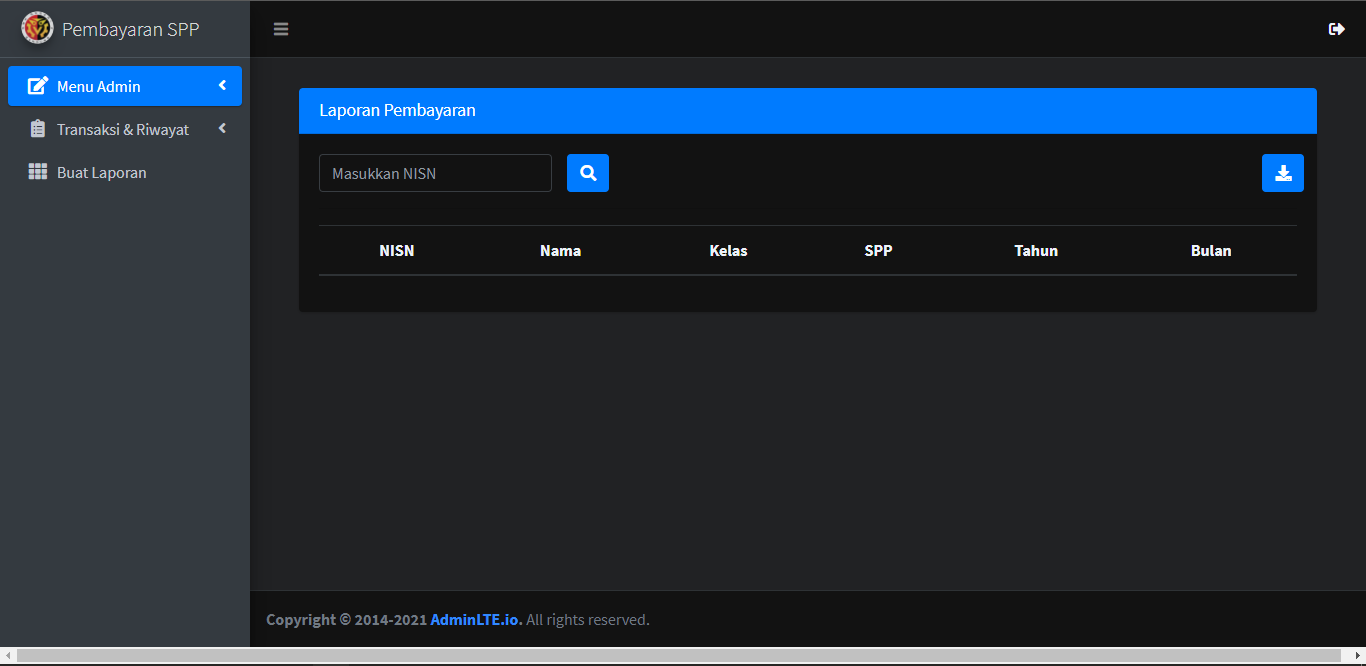 Pembayaran SPP
Menu Admin
Transaksi & Riwayat
Buat Laporan
Laporan Pembayaran
Masukkan NISN
NISN Nama Kelas SPP Tahun Bulan
Copyright © 2014-2021 AdminLTE.io. All rights reserved.